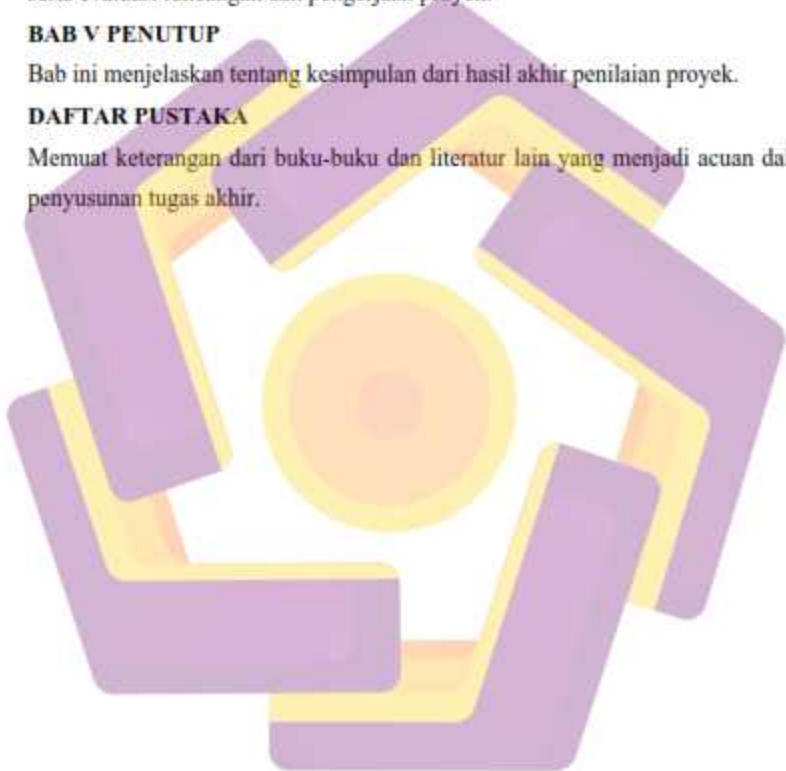 BAB V PENUTUP
Bab ini menjelaskan tentang kesimpulan dari hasil akhir penilaian proyek.
DAFTAR PUSTAKA
Memuat keterangan dari buku-buku dan literatur lain yang menjadi acuan
penyusunan tugas akhir.